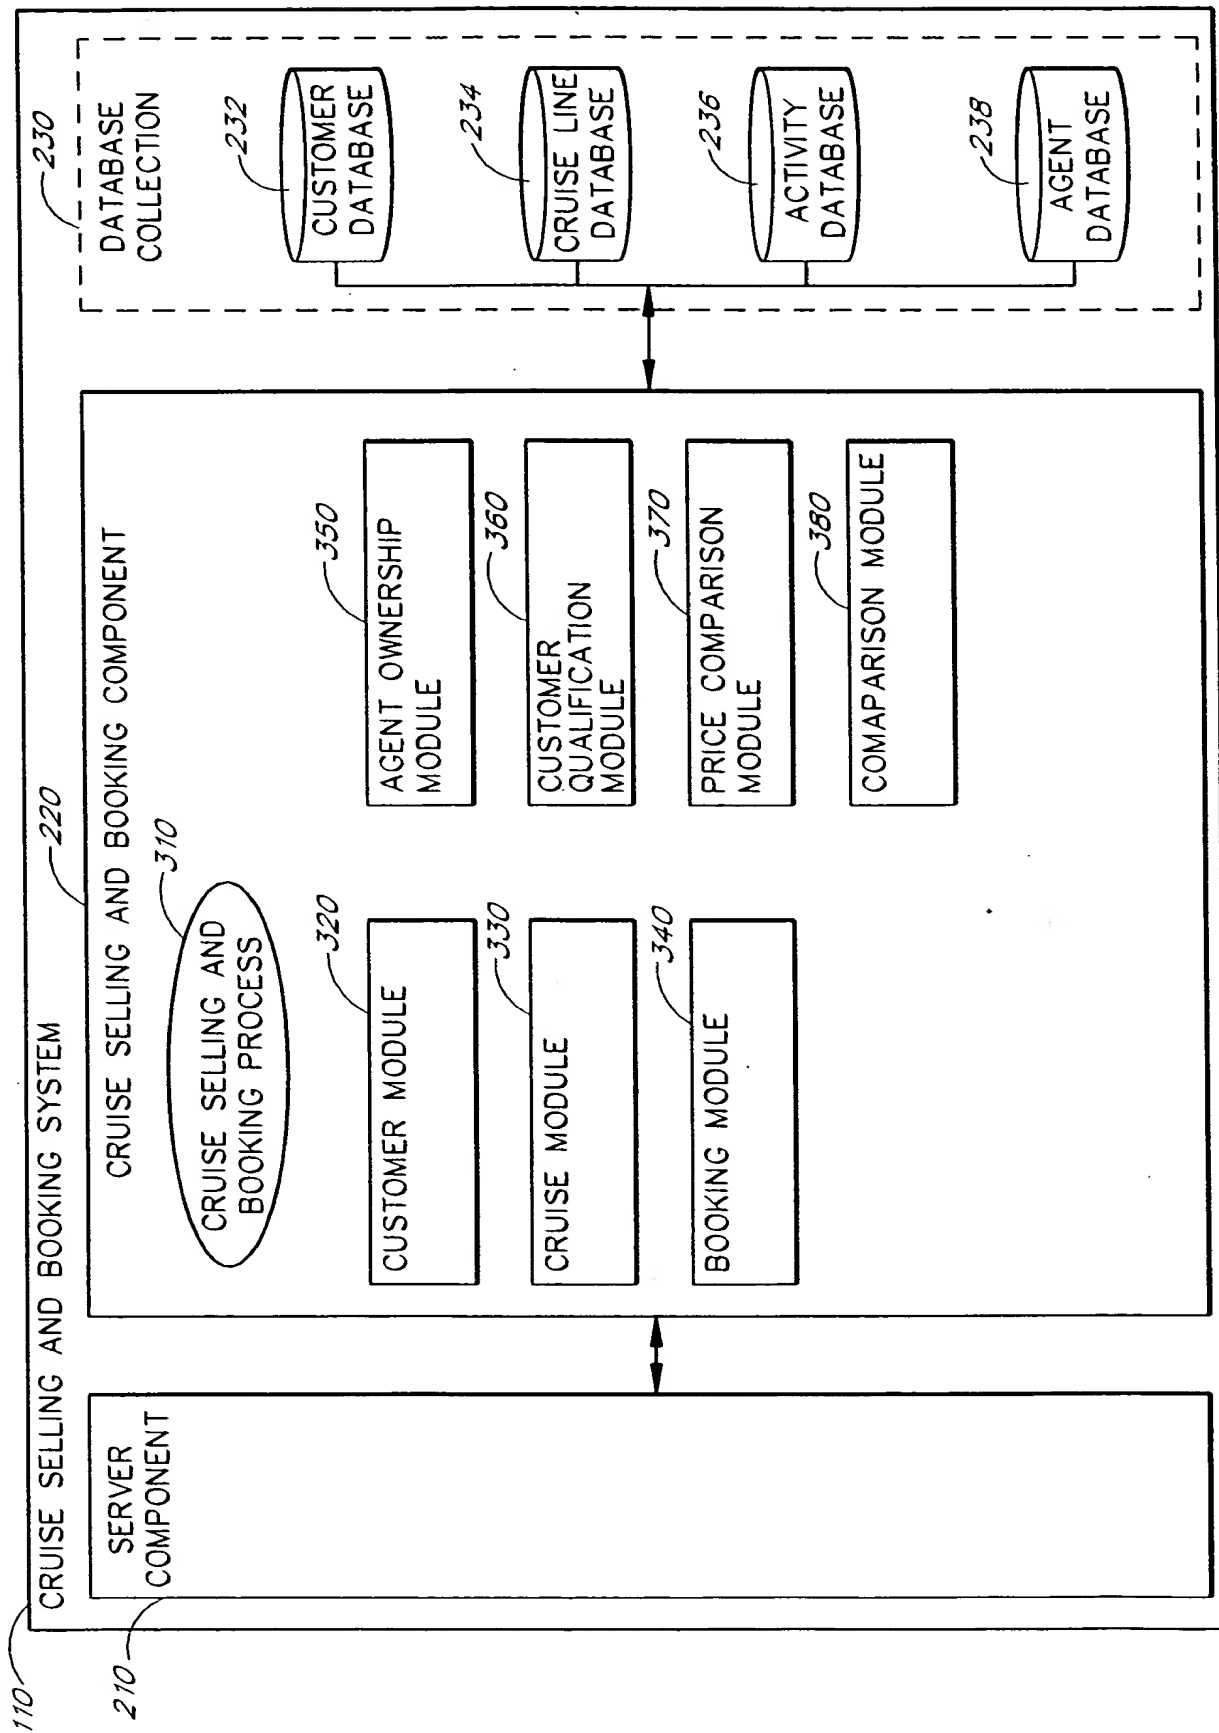 110
CRUISE SELLING AND BOOKING SYSTEM
210
SERVER
COMPONENT
220
CRUISE SELLING AND BOOKING COMPONENT
310
CRUISE SELLING AND
BOOKING PROCESS
320
CUSTOMER MODULE
330
CRUISE MODULE
340
BOOKING MODULE
350
AGENT OWNERSHIP
MODULE
360
CUSTOMER
QUALIFICATION
MODULE
370
PRICE COMPARISON
MODULE
380
COMAPARISON MODULE
230
DATABASE
COLLECTION
232
CUSTOMER
DATABASE
234
CRUISE LINE
DATABASE
236
ACTIVITY
DATABASE
238
AGENT
DATABASE